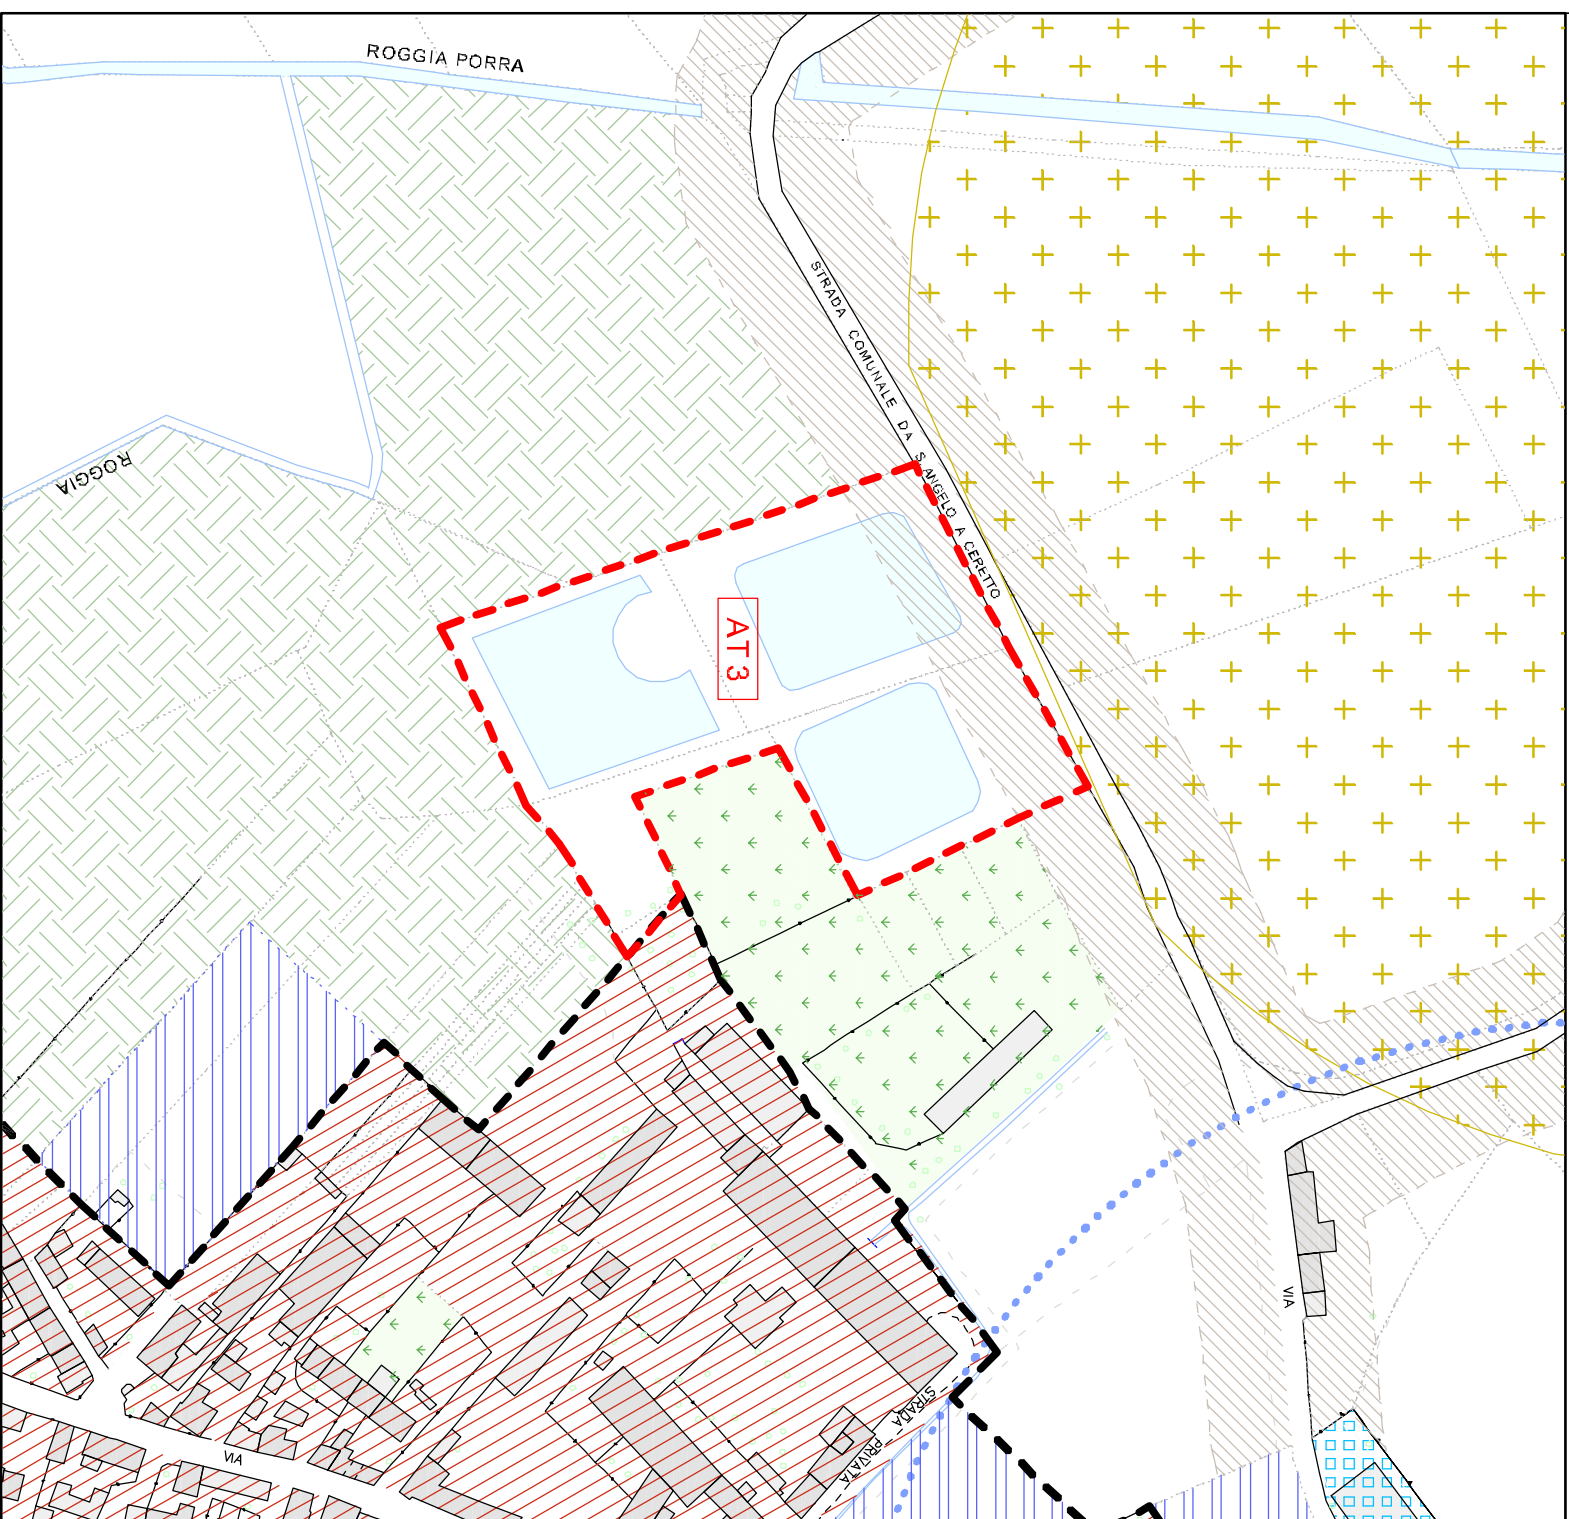 ROGGIA PORRA
STRADA COMUNALE DA S.ANGELO A CERETTO
ROGGIA
AT 3
VIA
STRADA
PRIVATA
VIA